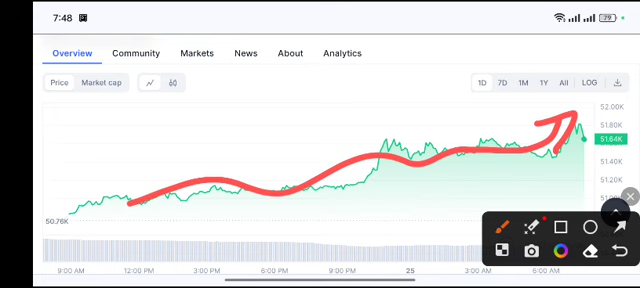 7:48 79
Overview Community Markets News About Analytics
Price Market cap 1D 7D 1M 1Y All LOG
52.00K
51.80K
51.64K
51.40K
51.20K
50.76K
9:00 AM 12:00 PM 3:00 PM 6:00 PM 9:00 PM 25 3:00 AM 6:00 AM